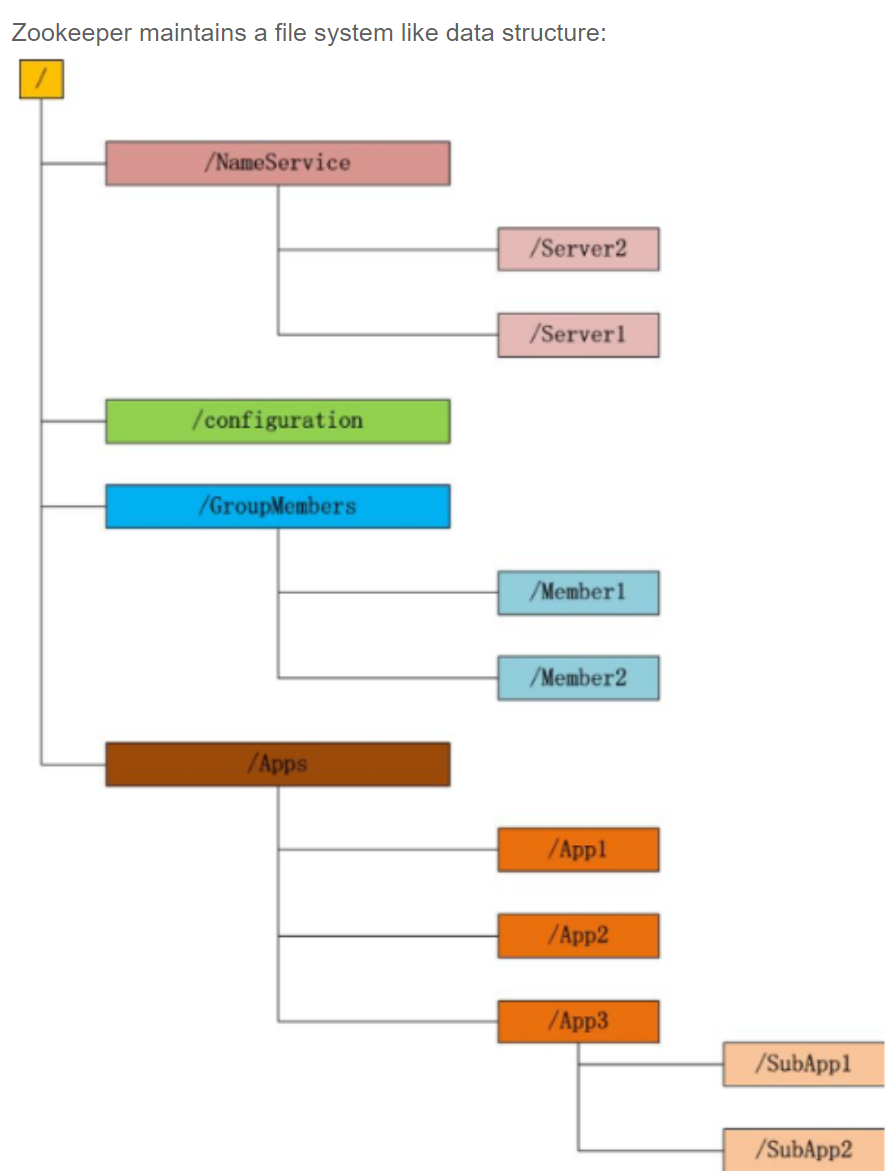 Zookeeper maintains a file system like data structure:
/
/NameService
/Server2
/Server1
/configuration
/GroupMembers
/Member1
/Member2
/Apps
/App1
/App2
/App3
/SubApp1
/SubApp2